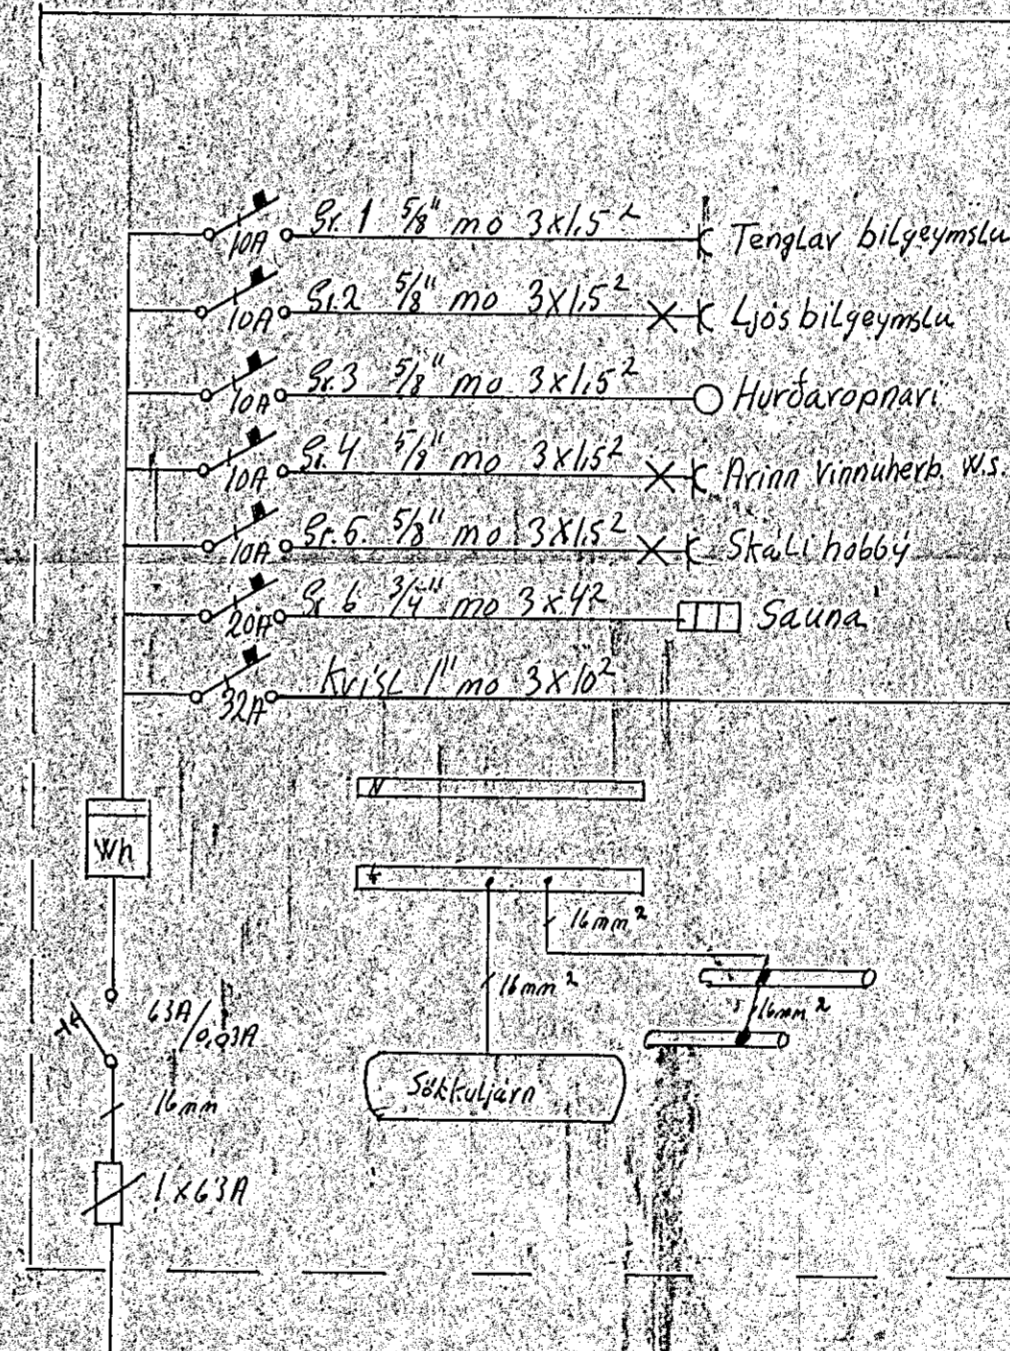 Gr. 1 5/8" mo 3x1,5² Tenglar bílgeymslu
10A
Gr. 2 5/8" mo 3x1,5² Ljós bílgeymslu
10A
Gr. 3 5/8" mo 3x1,5² Hurðaropnari
10A
Gr. 4 5/8" mo 3x1,5² Arinn Vinnuherb. W.s.
10A
Gr. 5 5/8" mo 3x1,5² Skáli hobbý
10A
Gr. 6 3/4" mo 3x4² Sauna
20A
Kvísl 1" mo 3x10²
32A
N
Wh
16mm²
16mm²
16mm²
63A/0,03A
Sökkuljárn
16mm
1x63A